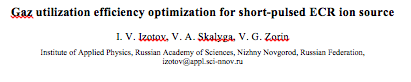 Gaz utilization efficiency optimization for short-pulsed ECR ion source
I. V. Izotov, V. A. Skalyga, V. G. Zorin
Institute of Applied Physics, Russian Academy of Sciences, Nizhny Novgorod, Russian Federation,
izotov@appl.sci-nnov.ru